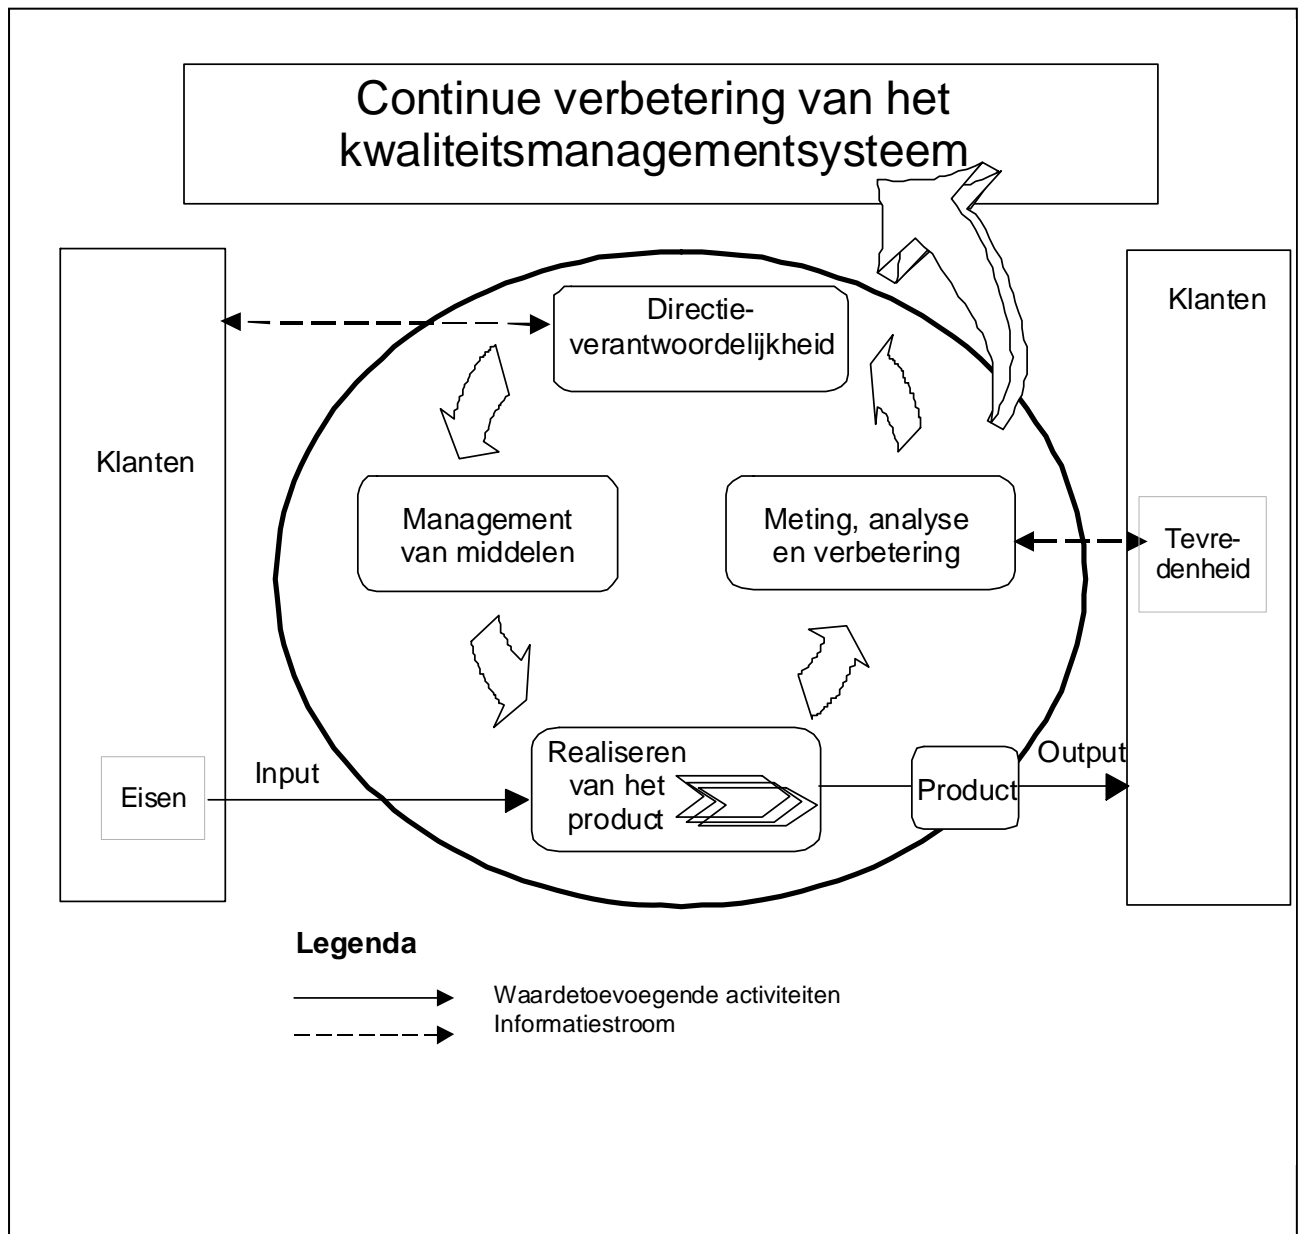 Continue verbetering van het
kwaliteitsmanagementsysteem
Klanten
Directie-
verantwoordelijkheid
Klanten
Management
van middelen
Meting, analyse
en verbetering
Tevre-
denheid
Eisen
Input
Realiseren
van het
product
Product
Output
Legenda
Waardetoevoegende activiteiten
Informatiestroom